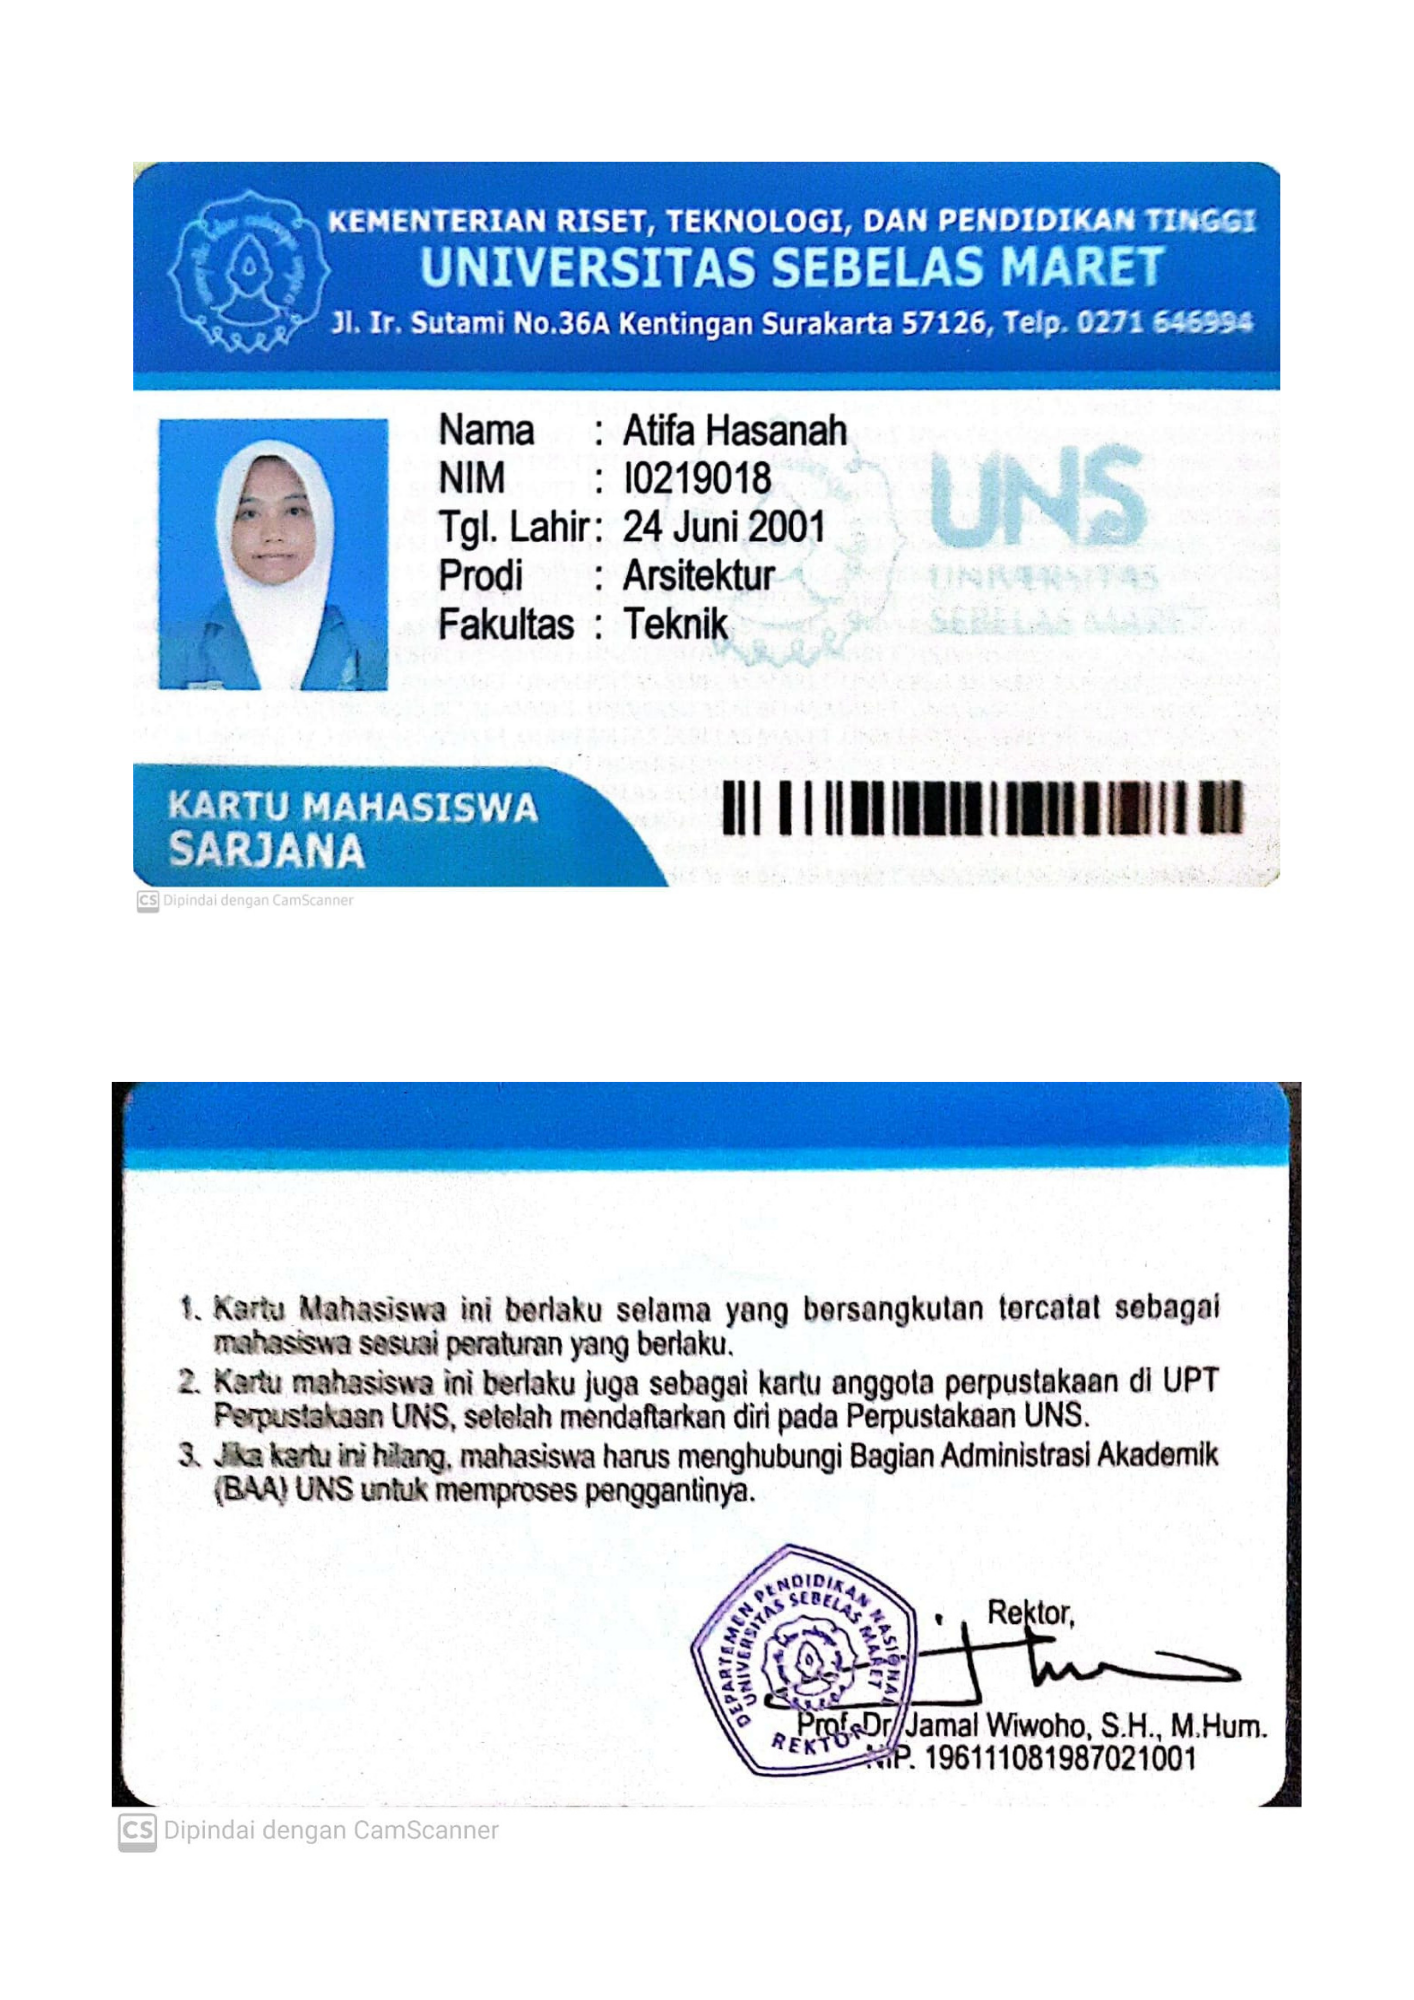 KEMENTERIAN RISET, TEKNOLOGI, DAN PENDIDIKAN TINGGI
UNIVERSITAS SEBELAS MARET
Jl. Ir. Sutami No.36A Kentingan Surakarta 57126, Telp. 0271 646994
Nama : Atifa Hasanah
NIM : I0219018
Tgl. Lahir : 24 Juni 2001
Prodi : Arsitektur
Fakultas : Teknik
UNS
UNIVERSITAS
SEBELAS MARET
KARTU MAHASISWA
SARJANA
CS Dipindai dengan CamScanner
1. Kartu Mahasiswa ini berlaku selama yang bersangkutan tercatat sebagai
mahasiswa sesuai peraturan yang berlaku.
2. Kartu mahasiswa ini berlaku juga sebagai kartu anggota perpustakaan di UPT
Perpustakaan UNS, setelah mendaftarkan diri pada Perpustakaan UNS.
3. Jika kartu ini hilang, mahasiswa harus menghubungi Bagian Administrasi Akademik
(BAA) UNS untuk memproses penggantinya.
DEPARTEMEN PENDIDIKAN NASIONAL
UNIVERSITAS SEBELAS MARET
REKTOR
Rektor,
Prof. Dr. Jamal Wiwoho, S.H., M.Hum.
NIP. 196111081987021001
CS Dipindai dengan CamScanner